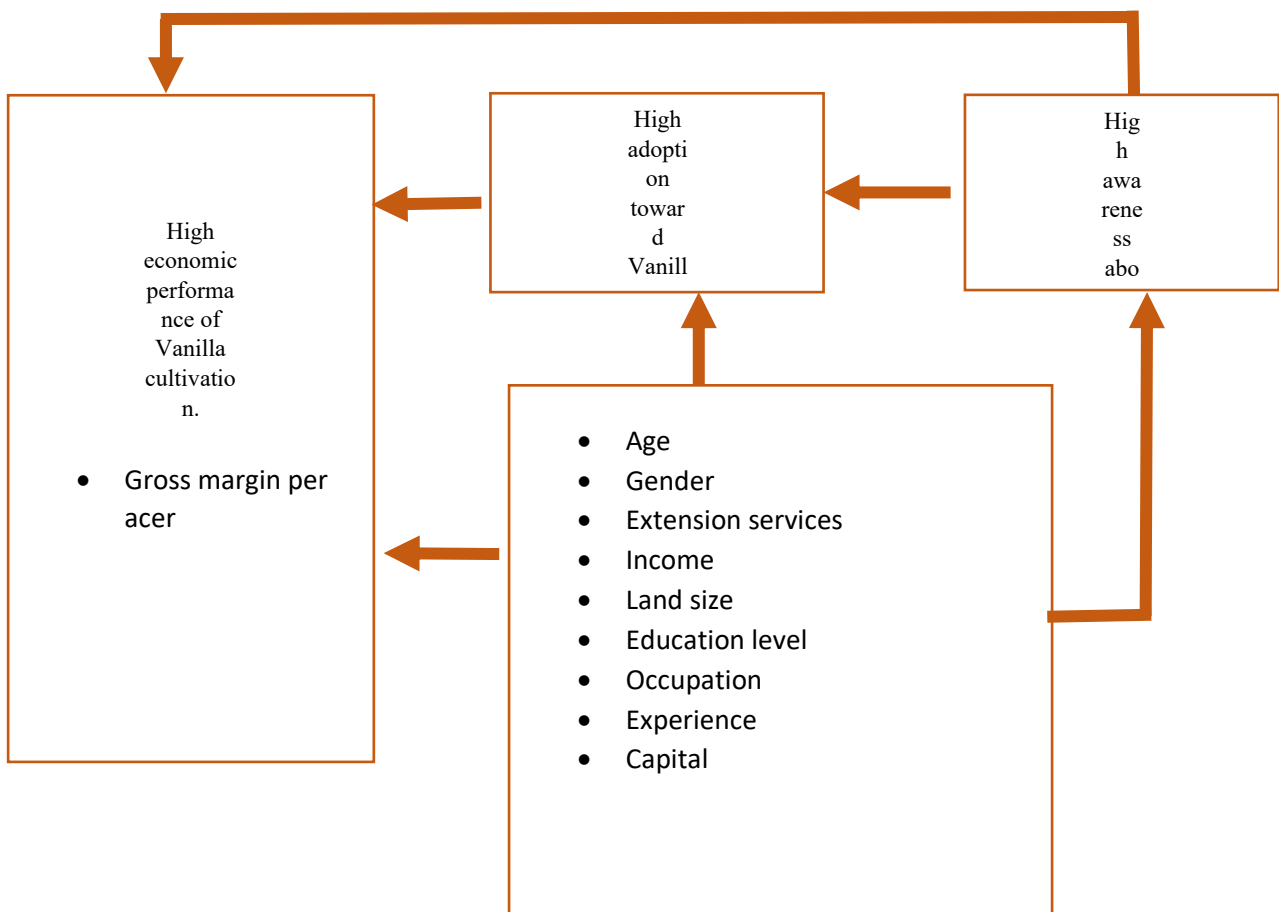 High
economic
performa
nce of
Vanilla
cultivatio
n.
• Gross margin per
acer
High
adopti
on
towar
d
Vanill
Hig
h
awa
rene
ss
abo
• Age
• Gender
• Extension services
• Income
• Land size
• Education level
• Occupation
• Experience
• Capital